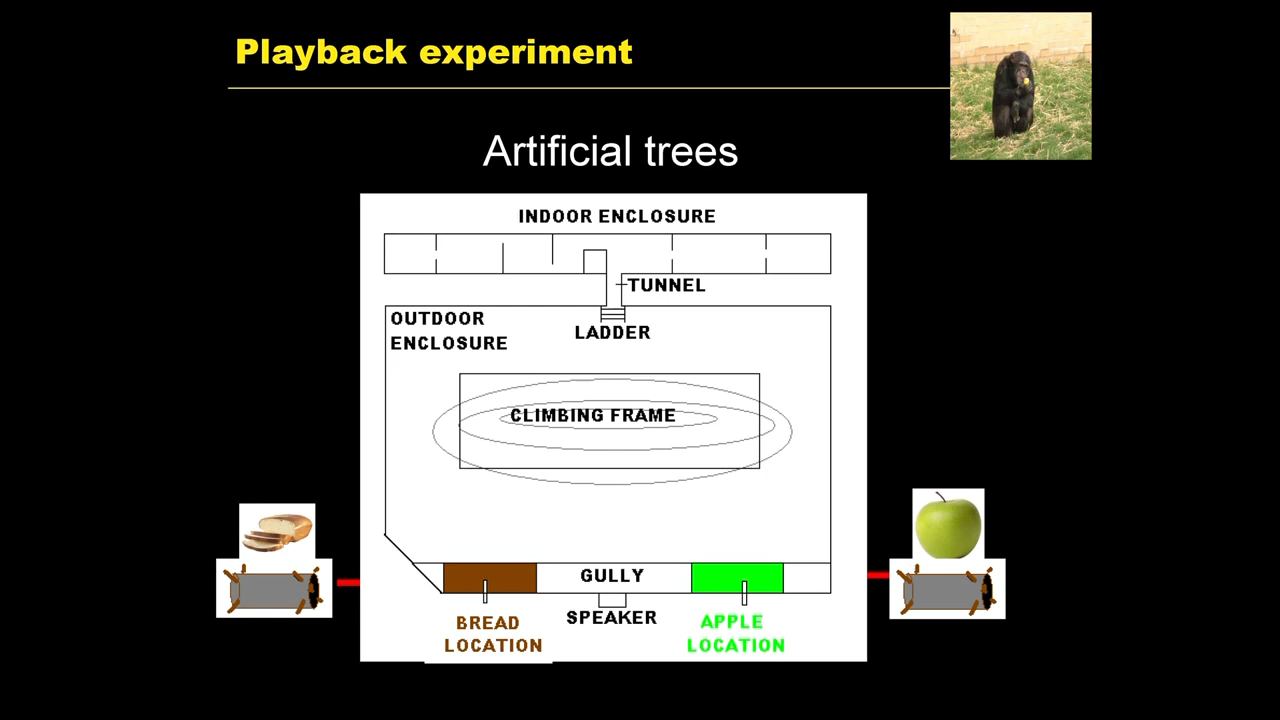 Playback experiment
Artificial trees
INDOOR ENCLOSURE
TUNNEL
OUTDOOR
ENCLOSURE
LADDER
CLIMBING FRAME
GULLY
SPEAKER
BREAD
LOCATION
APPLE
LOCATION